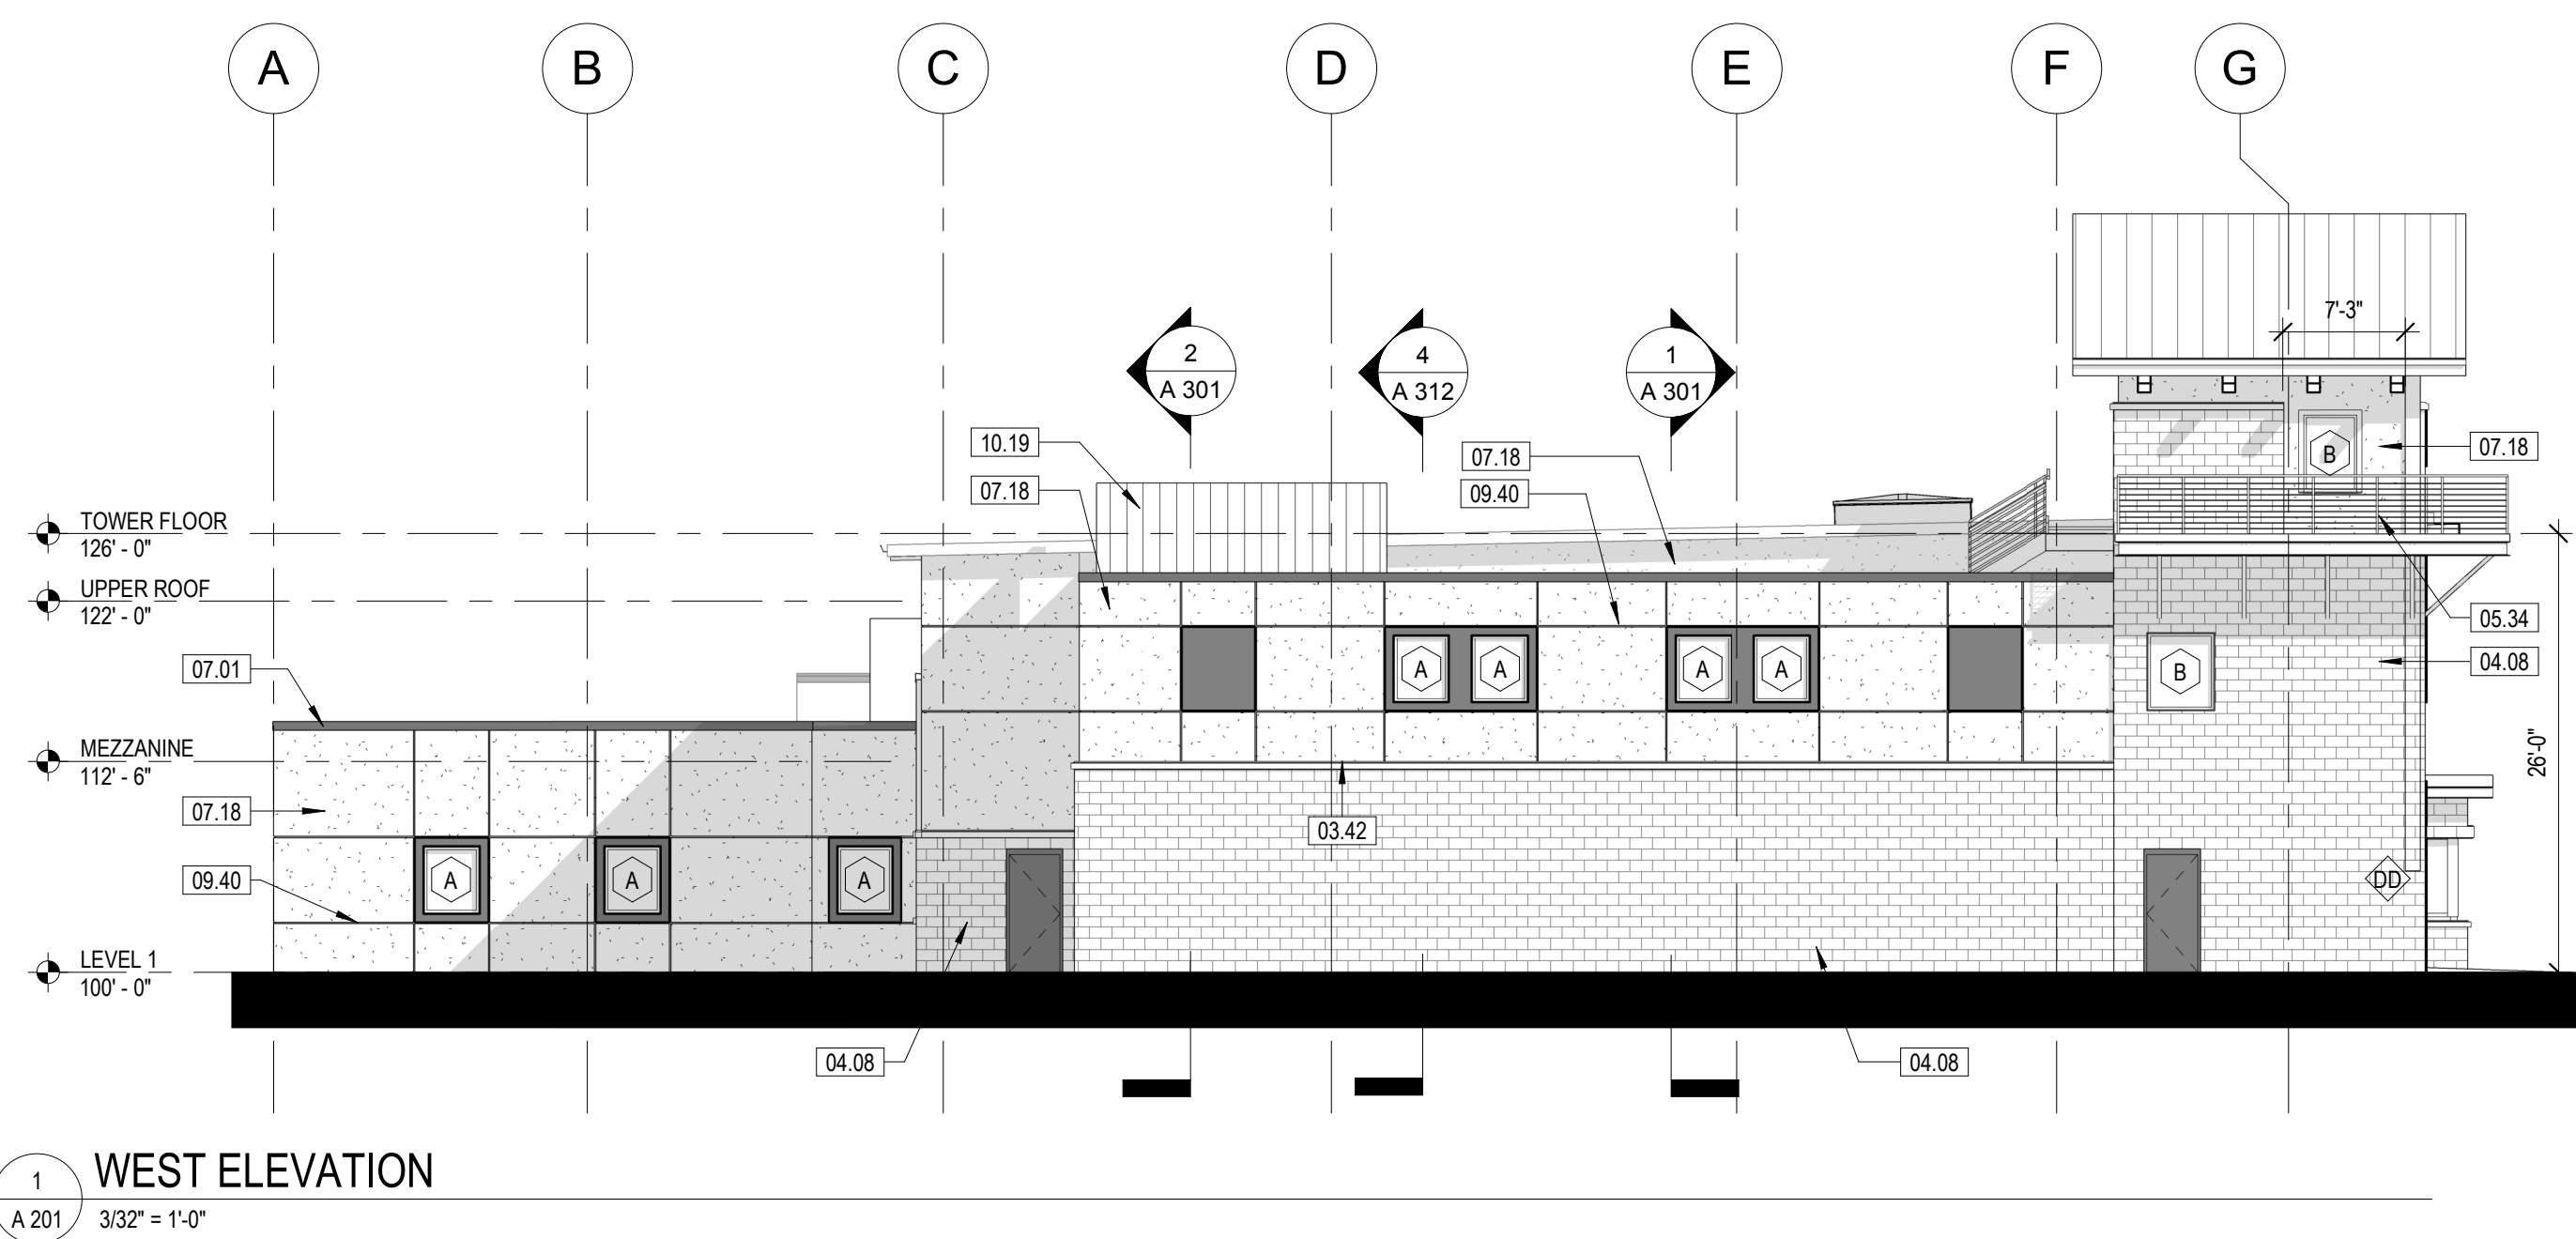 A
B
C
D
E
F
G
7'-3"
2
A 301
4
A 312
1
A 301
10.19
07.18
07.18
09.40
07.18
B
TOWER FLOOR
126' - 0"
UPPER ROOF
122' - 0"
05.34
04.08
07.01
A
A
A
A
B
MEZZANINE
112' - 6"
26'-0"
07.18
03.42
09.40
A
A
A
DD
LEVEL 1
100' - 0"
04.08
04.08
1
A 201
WEST ELEVATION
3/32" = 1'-0"